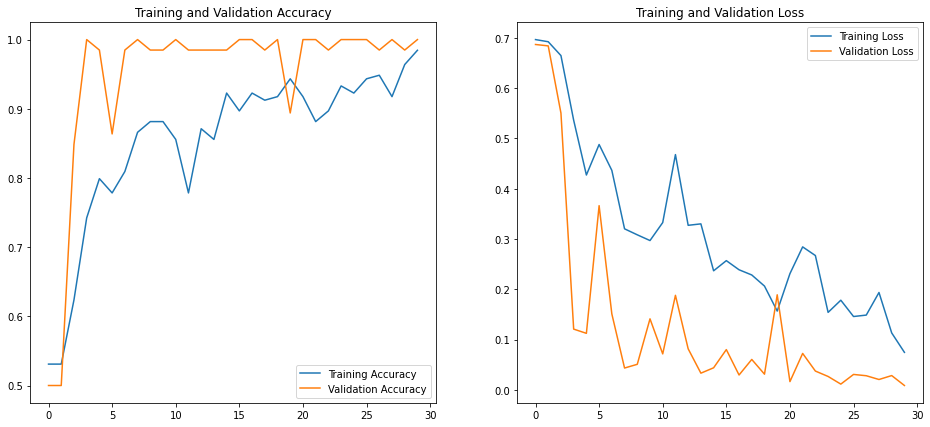 Training and Validation Accuracy
1.0
0.9
0.8
0.7
0.6
0.5
0 5 10 15 20 25 30
Training Accuracy
Validation Accuracy
Training and Validation Loss
0.7
0.6
0.5
0.4
0.3
0.2
0.1
0.0
0 5 10 15 20 25 30
Training Loss
Validation Loss